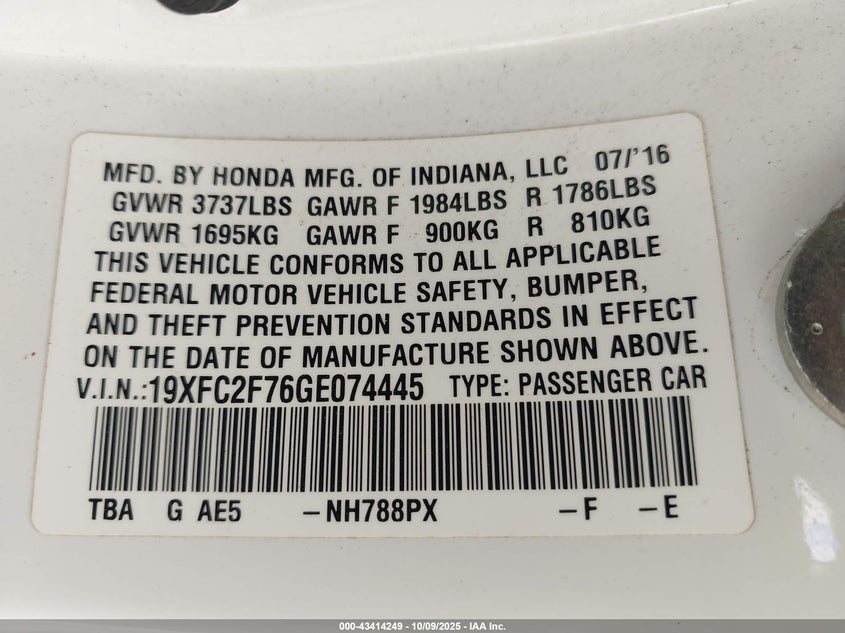 MFD. BY HONDA MFG. OF INDIANA, LLC 07/'16
GVWR 3737LBS GAWR F 1984LBS R 1786LBS
GVWR 1695KG GAWR F 900KG R 810KG
THIS VEHICLE CONFORMS TO ALL APPLICABLE
FEDERAL MOTOR VEHICLE SAFETY, BUMPER,
AND THEFT PREVENTION STANDARDS IN EFFECT
ON THE DATE OF MANUFACTURE SHOWN ABOVE.
V.I.N.:19XFC2F76GE074445 TYPE: PASSENGER CAR
TBA G AE5 –NH788PX –F –E
000-43414249 - 10/09/2025 - IAA Inc.